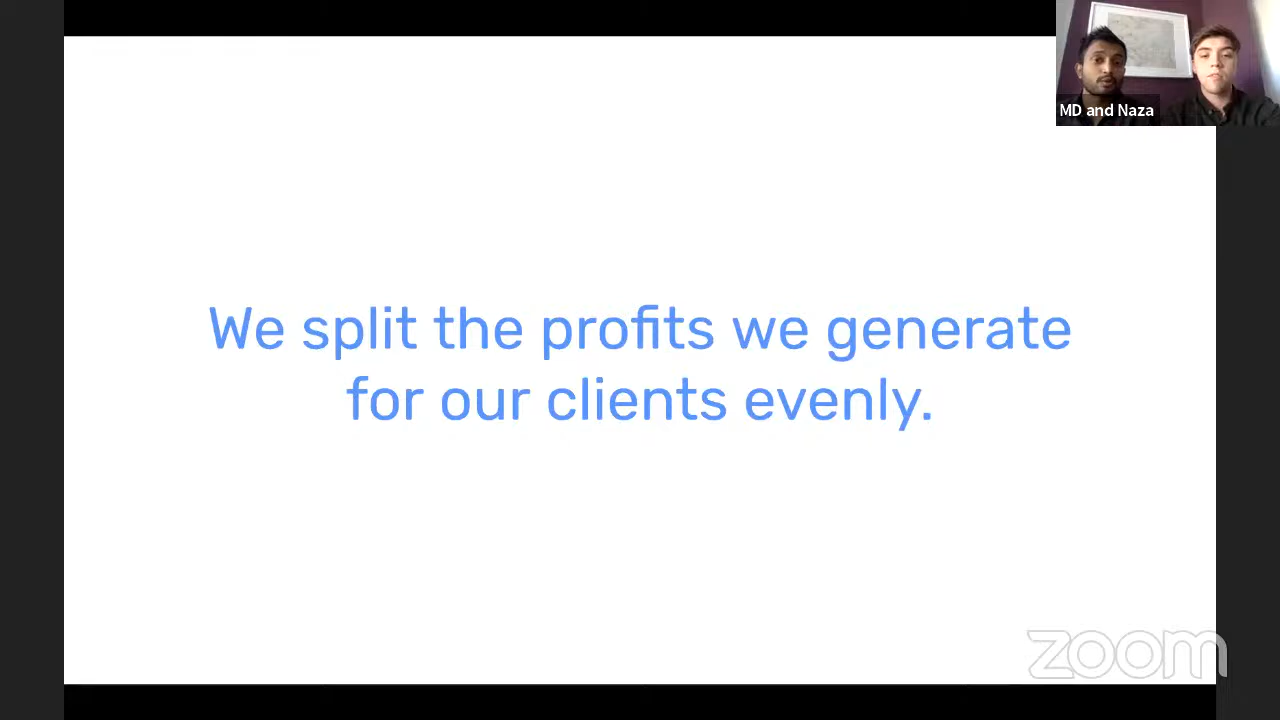 MD and Naza
We split the profits we generate
for our clients evenly.
zoom